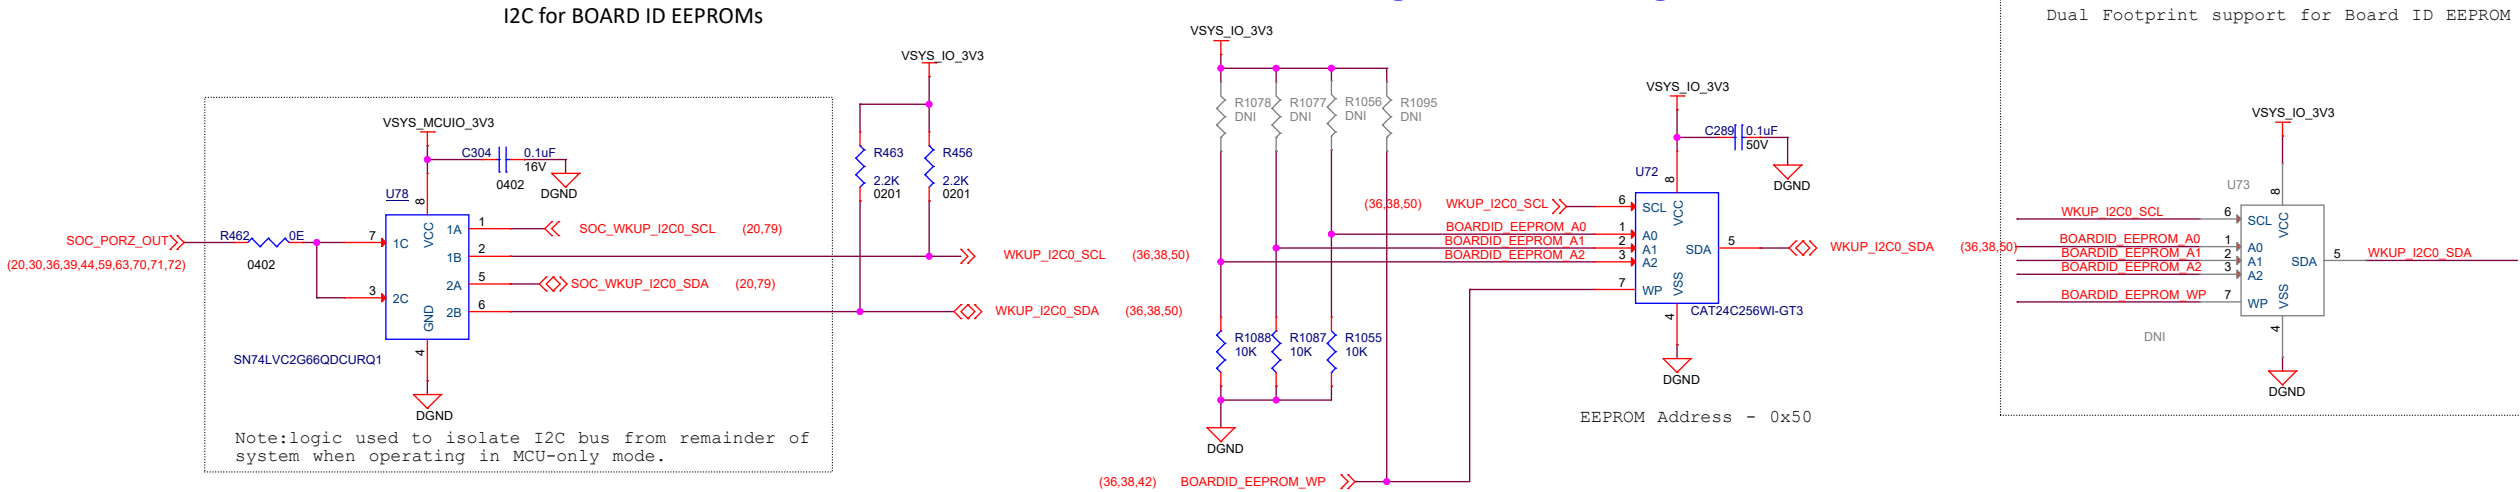 I2C for BOARD ID EEPROMs
VSYS_IO_3V3
VSYS_MCUIO_3V3
C304
0.1uF
16V
0402
DGND
U78
R463
2.2K
0201
R456
2.2K
0201
SOC_PORZ_OUT
(20,30,36,39,44,59,63,70,71,72)
R462
0E
0402
7
1C
3
2C
8
VCC
GND
4
1A
1
1B
2
2A
5
2B
6
SOC_WKUP_I2C0_SCL (20,79)
WKUP_I2C0_SCL (36,38,50)
SOC_WKUP_I2C0_SDA (20,79)
WKUP_I2C0_SDA (36,38,50)
SN74LVC2G66QDCURQ1
DGND
Note:logic used to isolate I2C bus from remainder of
system when operating in MCU-only mode.
VSYS_IO_3V3
R1078
DNI
R1077
DNI
R1056
DNI
R1095
DNI
R1088
10K
R1087
10K
R1055
10K
DGND
(36,38,42) BOARDID_EEPROM_WP
VSYS_IO_3V3
C289
0.1uF
50V
DGND
U72
(36,38,50) WKUP_I2C0_SCL
BOARDID_EEPROM_A0
BOARDID_EEPROM_A1
BOARDID_EEPROM_A2
6
SCL
1
A0
2
A1
3
A2
7
WP
8
VCC
VSS
4
SDA
5
WKUP_I2C0_SDA (36,38,50)
CAT24C256WI-GT3
DGND
EEPROM Address - 0x50
Dual Footprint support for Board ID EEPROM
VSYS_IO_3V3
U73
WKUP_I2C0_SCL
BOARDID_EEPROM_A0
BOARDID_EEPROM_A1
BOARDID_EEPROM_A2
BOARDID_EEPROM_WP
6
SCL
1
A0
2
A1
3
A2
7
WP
8
VCC
VSS
4
SDA
5
WKUP_I2C0_SDA
DNI
DGND